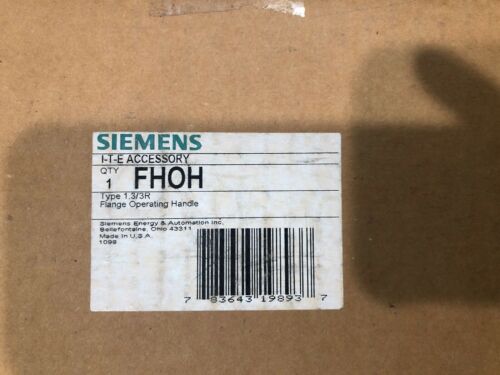 SIEMENS
I-T-E ACCESSORY
QTY
1 FHOH
Type 1,3/3R
Flange Operating Handle
Siemens Energy & Automation Inc.
Bellefontaine, Ohio 43311
Made in U.S.A.
1099
7 83643 19893 7